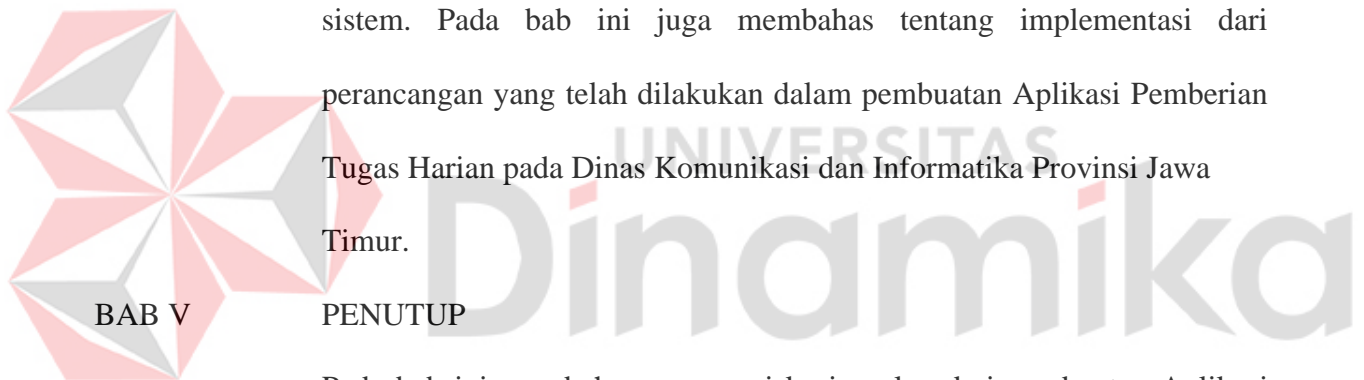 sistem. Pada bab ini juga membahas tentang implementasi dari
perancangan yang telah dilakukan dalam pembuatan Aplikasi Pemberian
UNIVERSITAS
Tugas Harian pada Dinas Komunikasi dan Informatika Provinsi Jawa
Dinamika
Timur.
BAB V PENUTUP